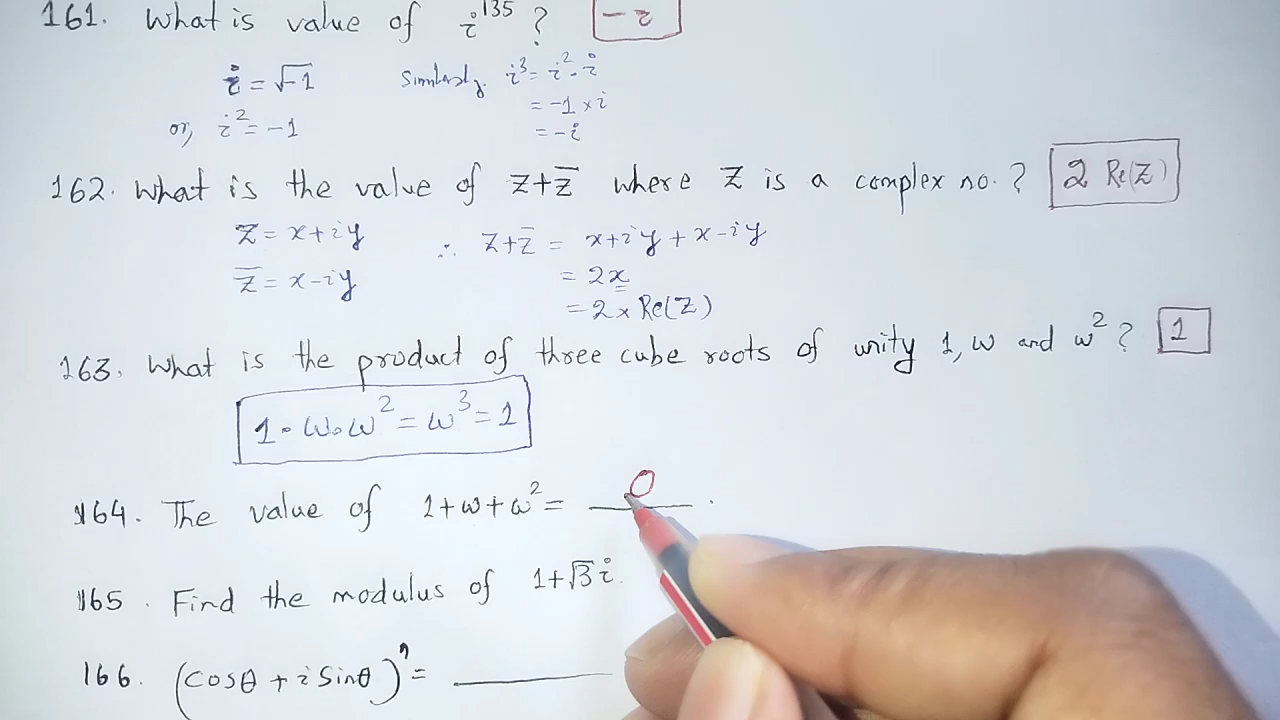 161. What is value of i¹³⁵ ? -i
i = √-1 Similarly, i³ = i² · i
= -1 × i
or, i² = -1 = -i
162. What is the value of z+z̅ where z is a complex no. ? 2 Re(z)
z = x+iy ∴ z+z̅ = x+iy + x-iy
z̅ = x-iy = 2x
= 2 × Re(z)
163. What is the product of three cube roots of unity 1, ω and ω² ? 1
1 · ω · ω² = ω³ = 1
164. The value of 1+ω+ω² = 0 .
165. Find the modulus of 1+√3 i.
166. (cosθ + i sinθ)ⁿ =